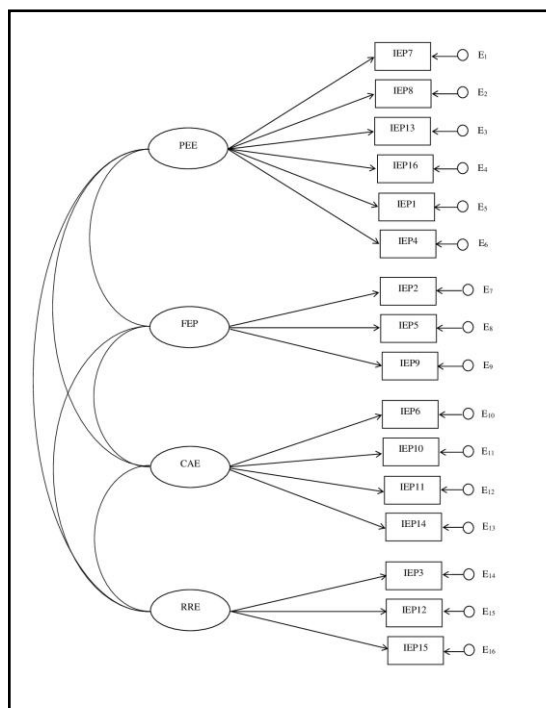 IEP7 E₁
IEP8 E₂
IEP13 E₃
PEE
IEP16 E₄
IEP1 E₅
IEP4 E₆
IEP2 E₇
FEP IEP5 E₈
IEP9 E₉
IEP6 E₁₀
IEP10 E₁₁
CAE
IEP11 E₁₂
IEP14 E₁₃
IEP3 E₁₄
RRE IEP12 E₁₅
IEP15 E₁₆